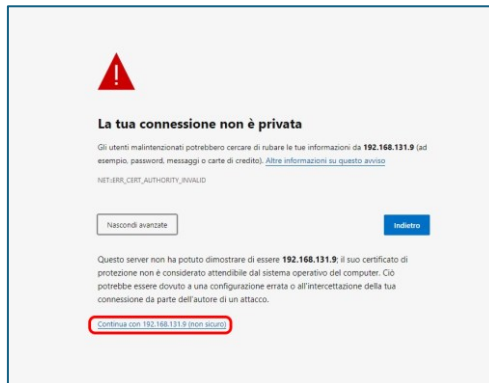 La tua connessione non è privata
Gli utenti malintenzionati potrebbero cercare di rubare le tue informazioni da 192.168.131.9 (ad
esempio, password, messaggi o carte di credito). Altre informazioni su questo avviso
NET::ERR_CERT_AUTHORITY_INVALID
Nascondi avanzate
Indietro
Questo server non ha potuto dimostrare di essere 192.168.131.9; il suo certificato di
protezione non è considerato attendibile dal sistema operativo del computer. Ciò
potrebbe essere dovuto a una configurazione errata o all'intercettazione della tua
connessione da parte dell'autore di un attacco.
Continua con 192.168.131.9 (non sicuro)